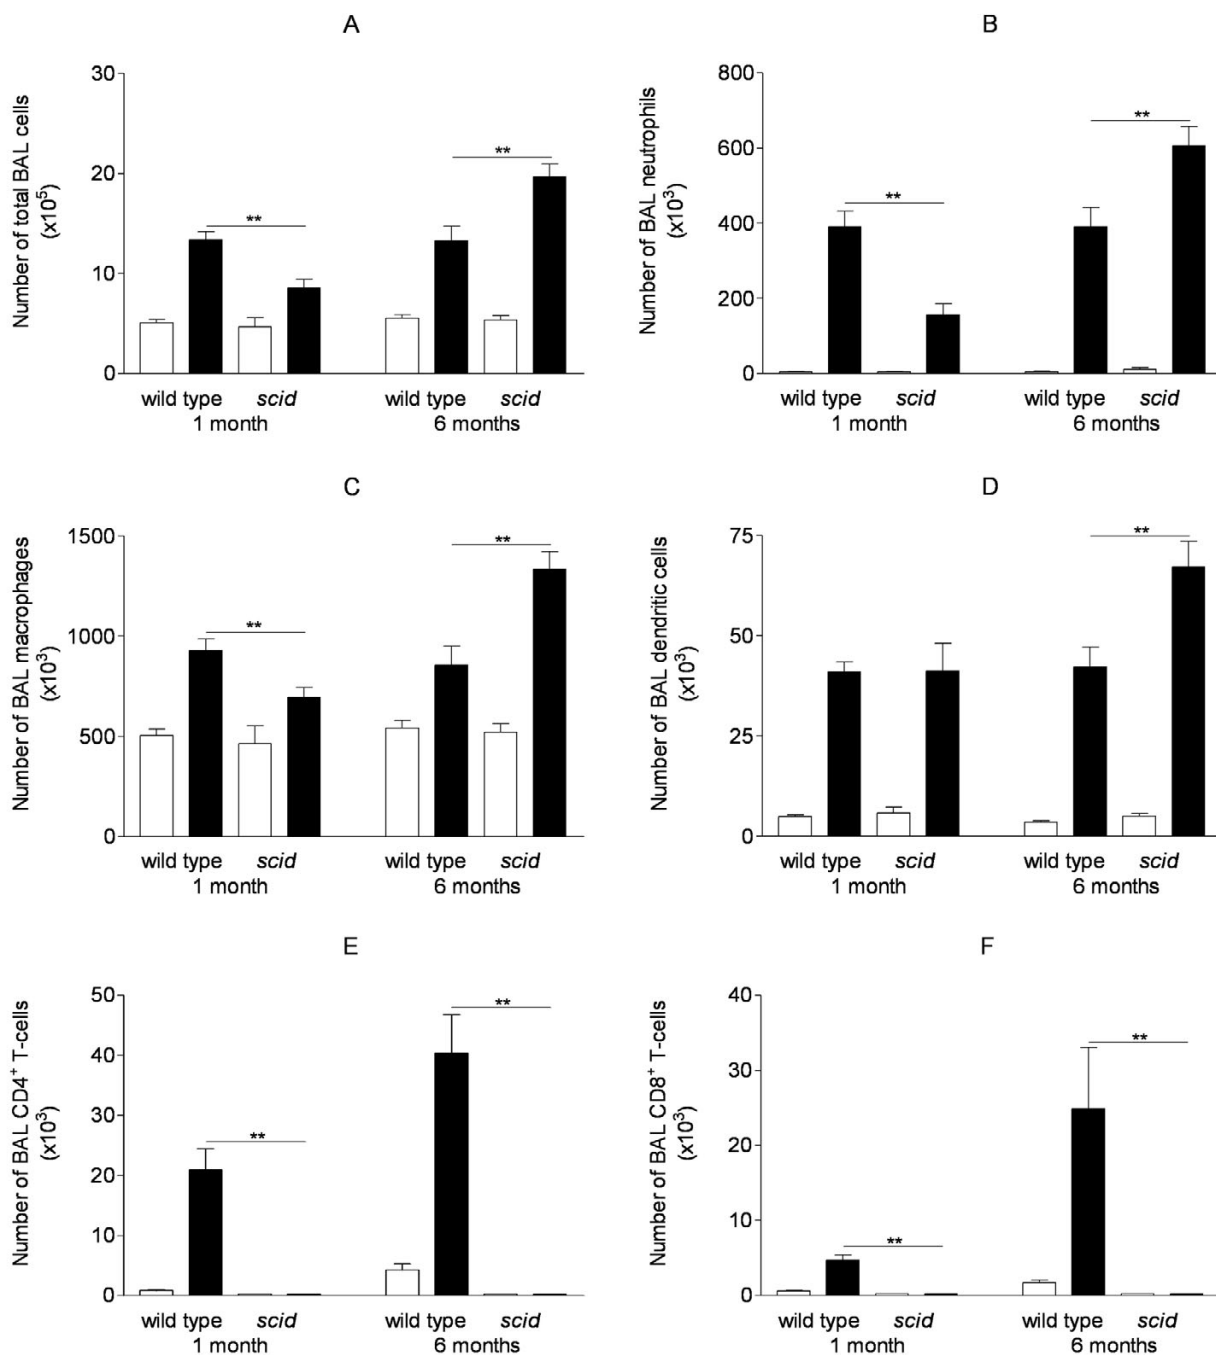 A
Number of total BAL cells
(x10⁵)
30
20
10
0
**
**
wild type scid wild type scid
1 month 6 months
B
Number of BAL neutrophils
(x10³)
800
600
400
200
0
**
**
wild type scid wild type scid
1 month 6 months
C
Number of BAL macrophages
(x10³)
1500
1000
500
0
**
**
wild type scid wild type scid
1 month 6 months
D
Number of BAL dendritic cells
(x10³)
75
50
25
0
**
wild type scid wild type scid
1 month 6 months
E
Number of BAL CD4⁺ T-cells
(x10³)
50
40
30
20
10
0
**
**
wild type scid wild type scid
1 month 6 months
F
Number of BAL CD8⁺ T-cells
(x10³)
40
30
20
10
0
**
**
wild type scid wild type scid
1 month 6 months